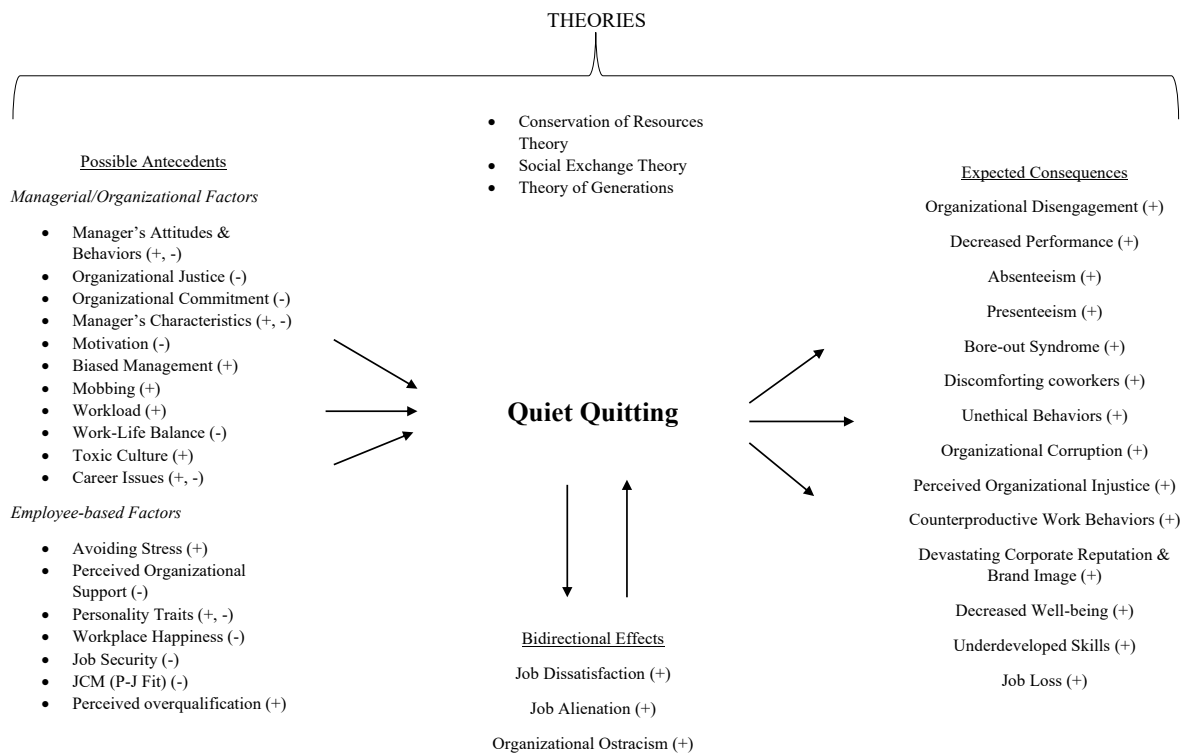 THEORIES
• Conservation of Resources
Theory
• Social Exchange Theory
• Theory of Generations
Possible Antecedents
Managerial/Organizational Factors
• Manager’s Attitudes &
Behaviors (+, -)
• Organizational Justice (-)
• Organizational Commitment (-)
• Manager’s Characteristics (+, -)
• Motivation (-)
• Biased Management (+)
• Mobbing (+)
• Workload (+)
• Work-Life Balance (-)
• Toxic Culture (+)
• Career Issues (+, -)
Employee-based Factors
• Avoiding Stress (+)
• Perceived Organizational
Support (-)
• Personality Traits (+, -)
• Workplace Happiness (-)
• Job Security (-)
• JCM (P-J Fit) (-)
• Perceived overqualification (+)
Quiet Quitting
Bidirectional Effects
Job Dissatisfaction (+)
Job Alienation (+)
Organizational Ostracism (+)
Expected Consequences
Organizational Disengagement (+)
Decreased Performance (+)
Absenteeism (+)
Presenteeism (+)
Bore-out Syndrome (+)
Discomforting coworkers (+)
Unethical Behaviors (+)
Organizational Corruption (+)
Perceived Organizational Injustice (+)
Counterproductive Work Behaviors (+)
Devastating Corporate Reputation &
Brand Image (+)
Decreased Well-being (+)
Underdeveloped Skills (+)
Job Loss (+)